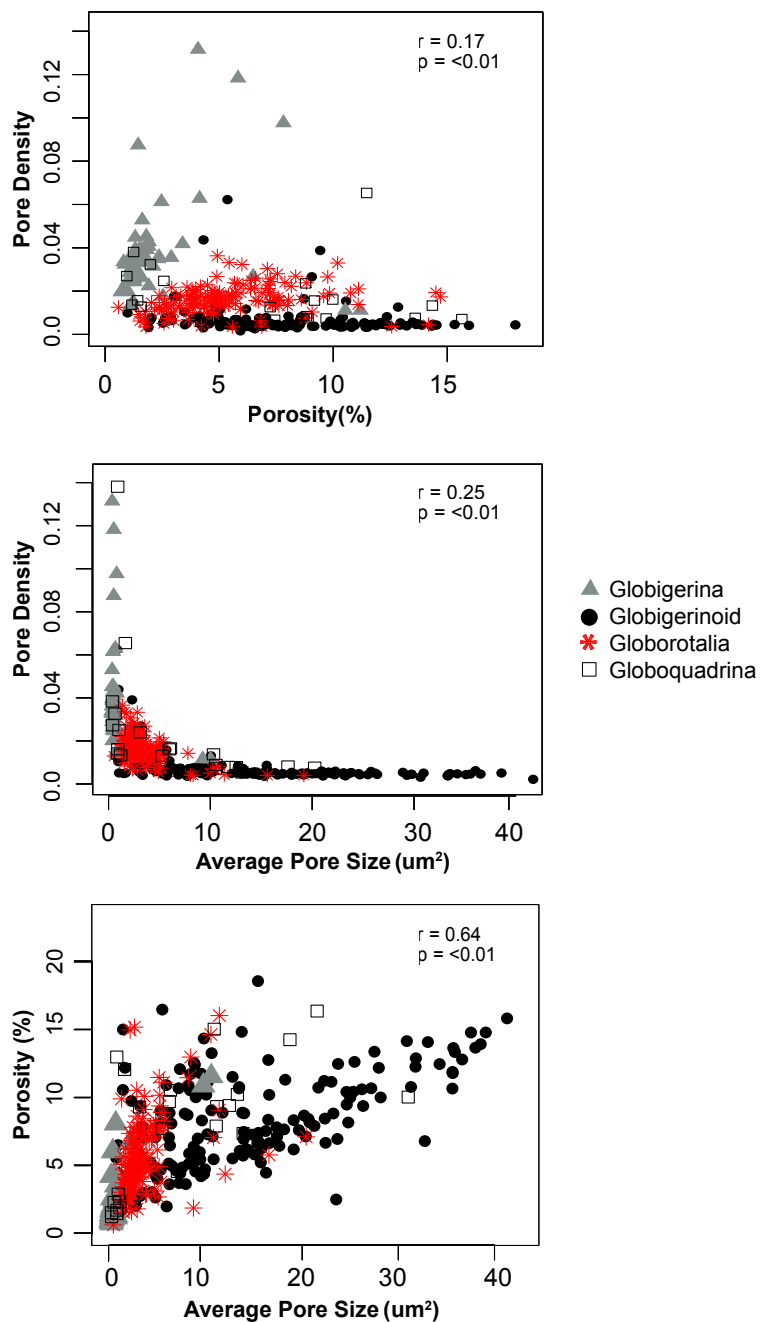 r = 0.17
p = <0.01
Pore Density
0.12
0.08
0.04
0.0
0
5
10
15
Porosity(%)
r = 0.25
p = <0.01
Pore Density
0.12
0.08
0.04
0.0
0
10
20
30
40
Average Pore Size (um²)
Globigerina
Globigerinoid
Globorotalia
Globoquadrina
r = 0.64
p = <0.01
Porosity (%)
20
15
10
5
0
0
10
20
30
40
Average Pore Size (um²)